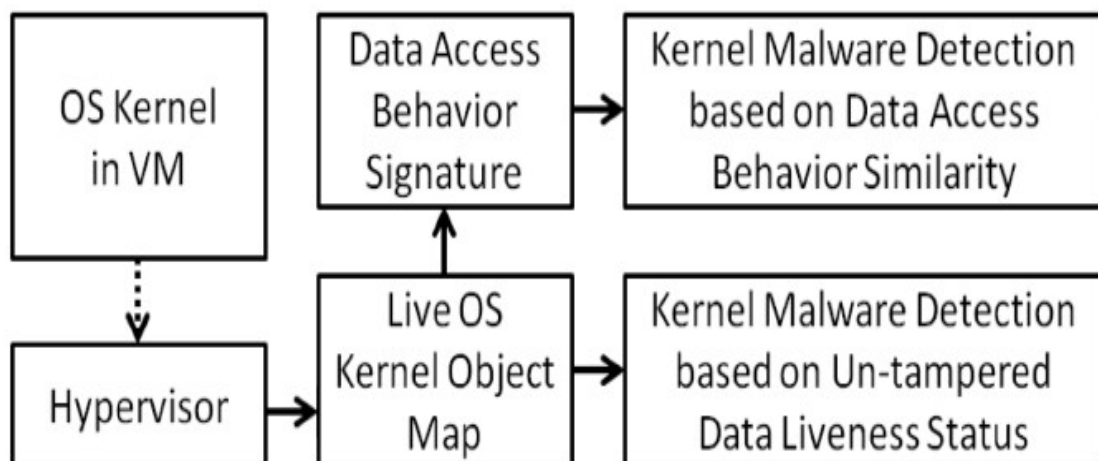 OS Kernel
in VM
Data Access
Behavior
Signature
Kernel Malware Detection
based on Data Access
Behavior Similarity
Hypervisor
Live OS
Kernel Object
Map
Kernel Malware Detection
based on Un-tampered
Data Liveness Status